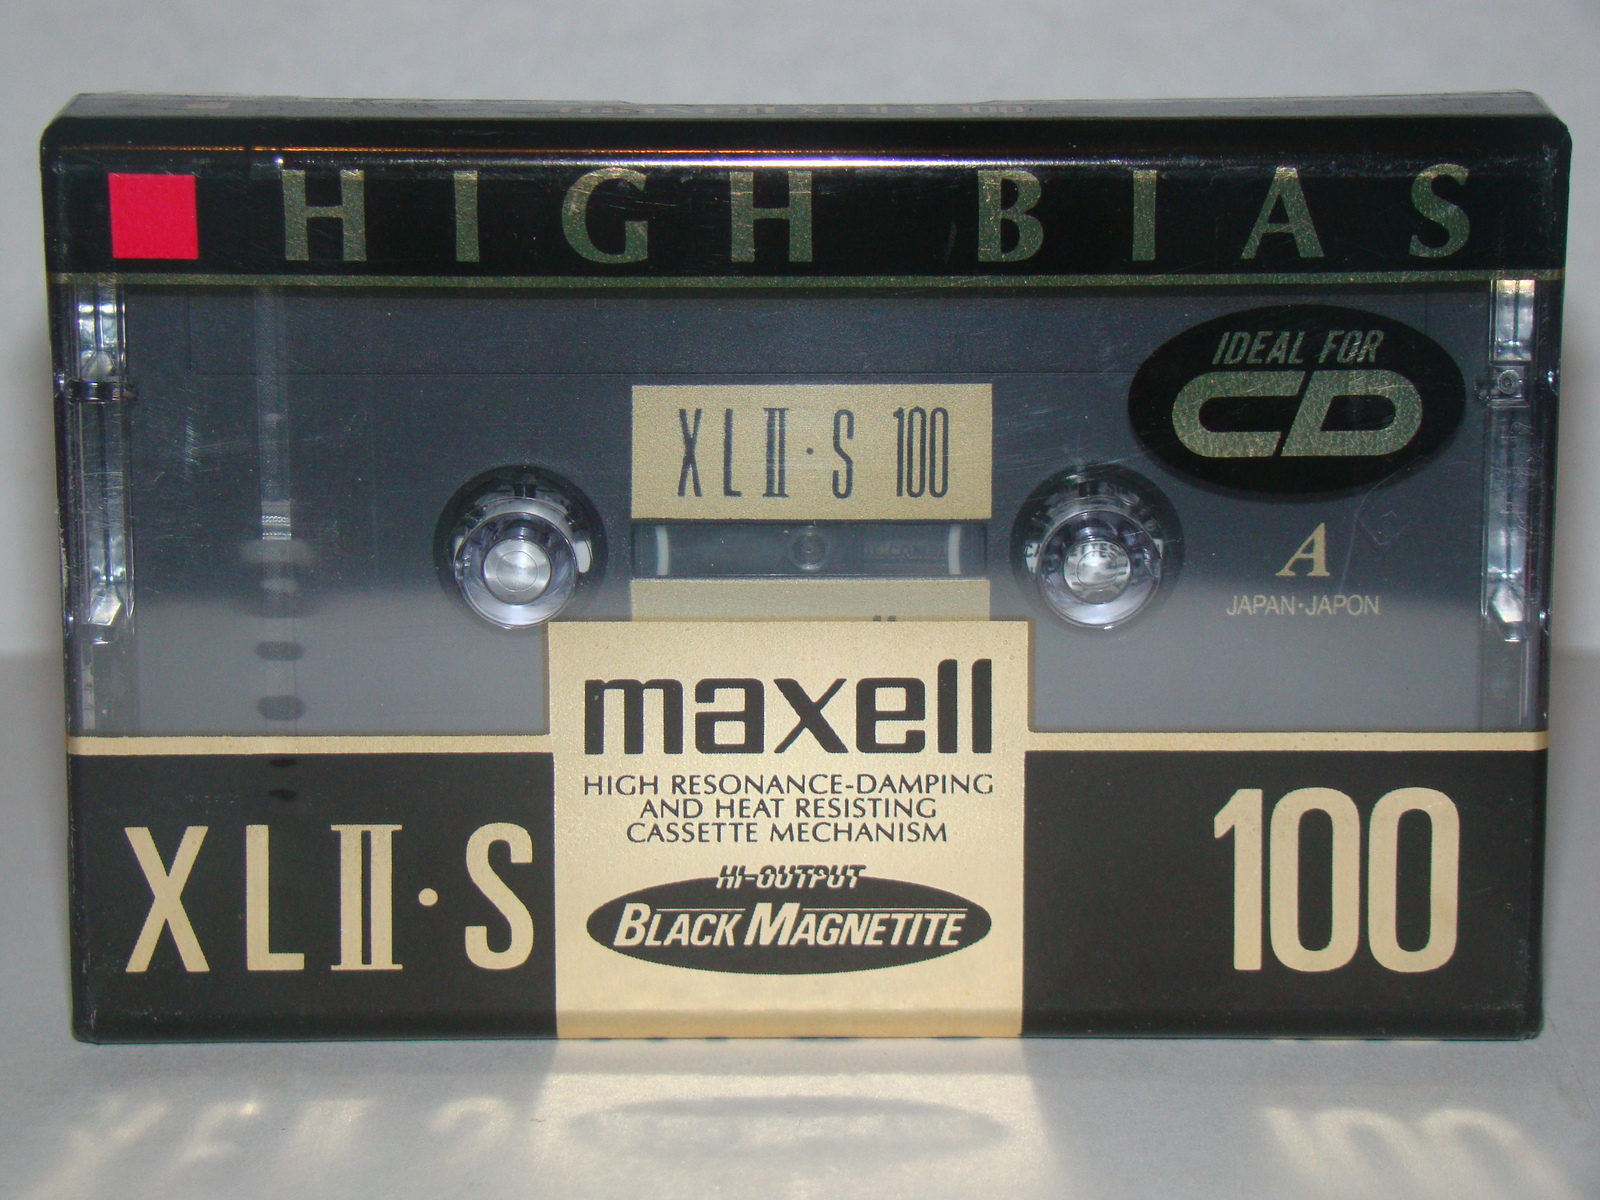 HIGH BIAS
IDEAL FOR
CD
XLII·S 100
A
JAPAN·JAPON
maxell
HIGH RESONANCE-DAMPING
AND HEAT RESISTING
CASSETTE MECHANISM
HI-OUTPUT
BLACK MAGNETITE
XLII·S
100